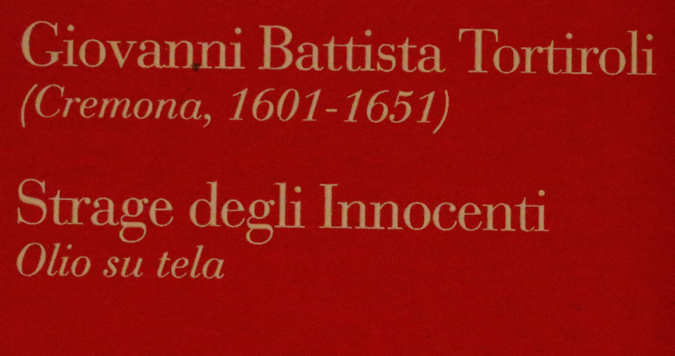 Giovanni Battista Tortiroli
(Cremona, 1601-1651)
Strage degli Innocenti
Olio su tela